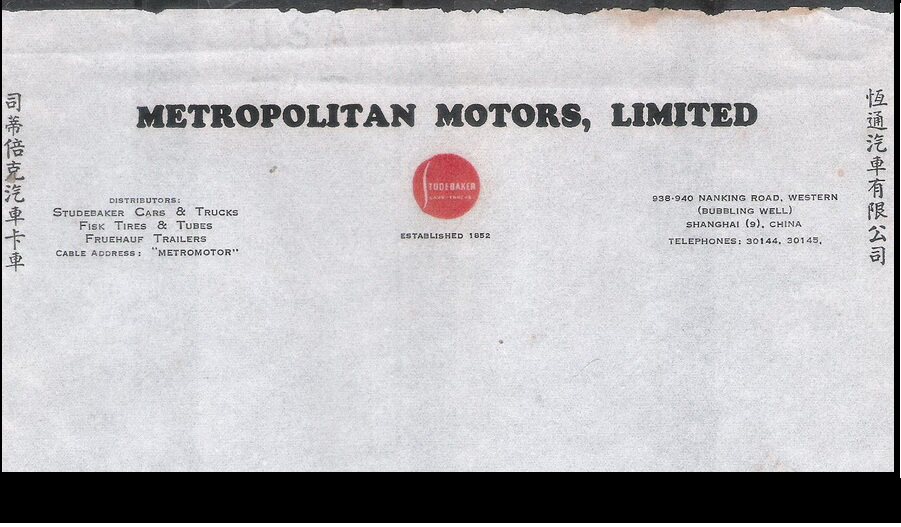 METROPOLITAN MOTORS, LIMITED
恆通汽車有限公司
司蒂倍克汽車卡車
STUDEBAKER
CARS-TRUCKS
ESTABLISHED 1852
DISTRIBUTORS:
STUDEBAKER CARS & TRUCKS
FISK TIRES & TUBES
FRUEHAUF TRAILERS
CABLE ADDRESS: "METROMOTOR"
938-940 NANKING ROAD, WESTERN
(BUBBLING WELL)
SHANGHAI (9), CHINA
TELEPHONES: 30144, 30145,